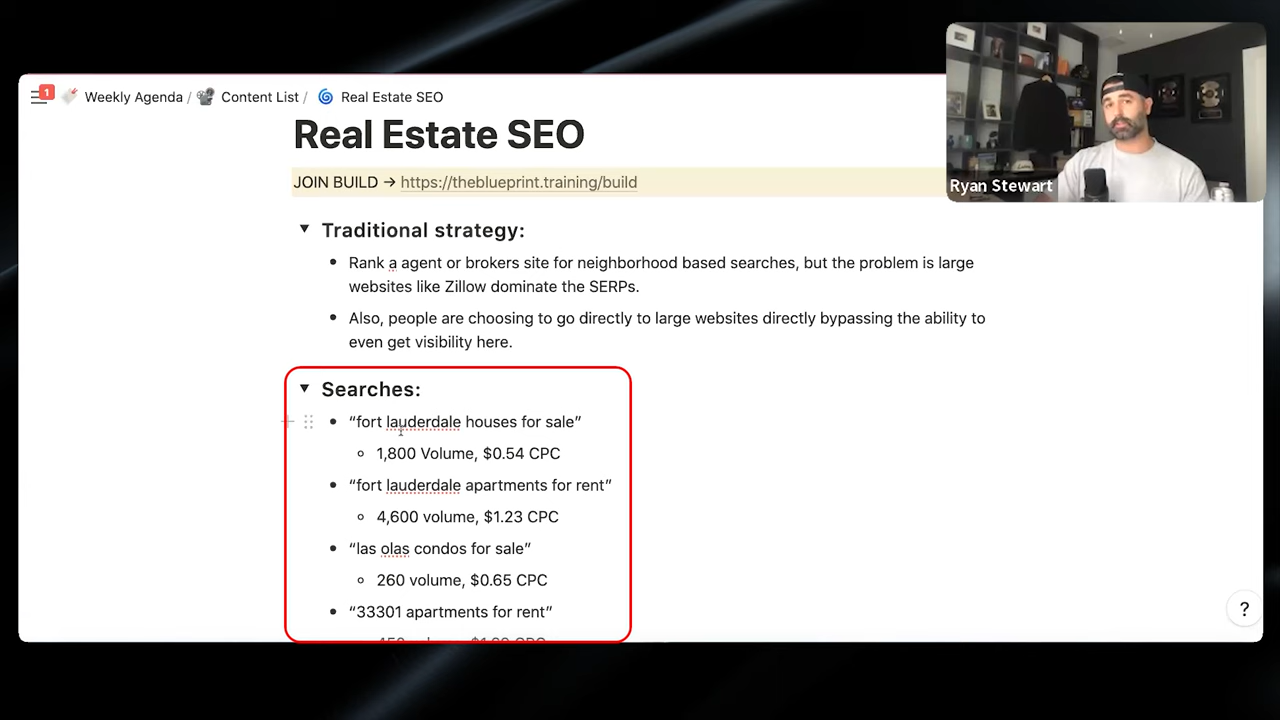 1
Weekly Agenda / Content List / Real Estate SEO
Real Estate SEO
JOIN BUILD → https://theblueprint.training/build
Ryan Stewart
Traditional strategy:
Rank a agent or brokers site for neighborhood based searches, but the problem is large
websites like Zillow dominate the SERPs.
Also, people are choosing to go directly to large websites directly bypassing the ability to
even get visibility here.
Searches:
“fort lauderdale houses for sale”
1,800 Volume, $0.54 CPC
“fort lauderdale apartments for rent”
4,600 volume, $1.23 CPC
“las olas condos for sale”
260 volume, $0.65 CPC
“33301 apartments for rent”
?